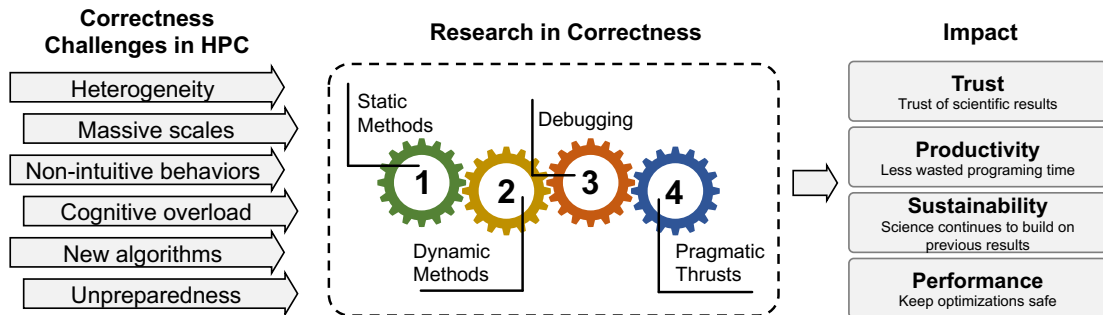 Correctness
Challenges in HPC
Heterogeneity
Massive scales
Non-intuitive behaviors
Cognitive overload
New algorithms
Unpreparedness
Research in Correctness
Static
Methods
Debugging
1
2
3
4
Dynamic
Methods
Pragmatic
Thrusts
Impact
Trust
Trust of scientific results
Productivity
Less wasted programing time
Sustainability
Science continues to build on
previous results
Performance
Keep optimizations safe